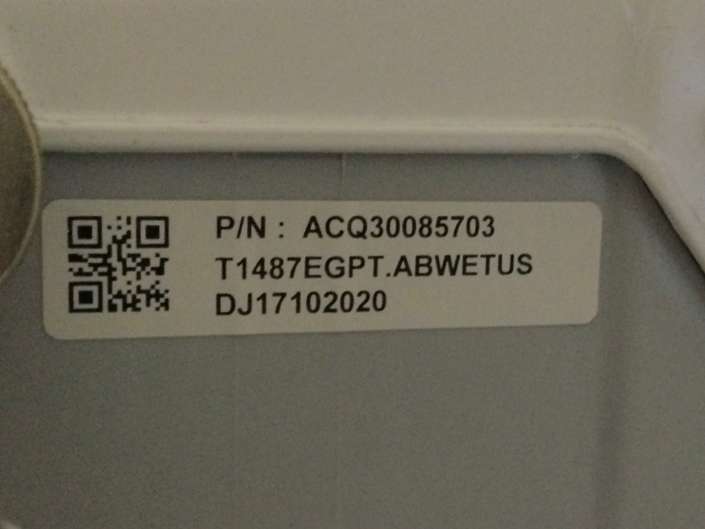 P/N : ACQ30085703
T1487EGPT.ABWETUS
DJ17102020